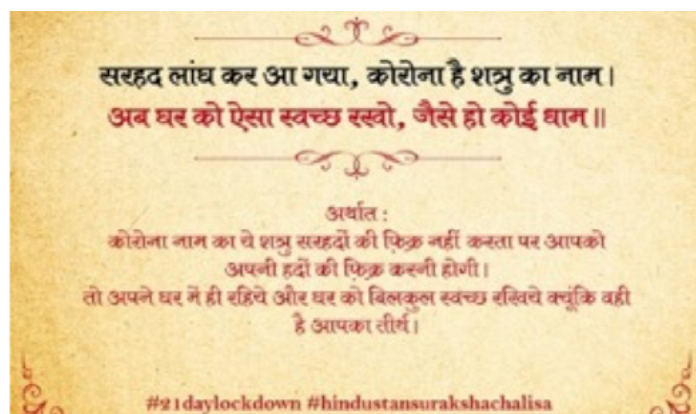 सरहद लांघ कर आ गया, कोरोना है शत्रु का नाम।
अब घर को ऐसा स्वच्छ रखो, जैसे हो कोई धाम॥
अर्थात :
कोरोना नाम का ये शत्रु सरहदों की फ़िक्र नहीं करता पर आपको
अपनी हदों की फ़िक्र करनी होगी।
तो अपने घर में ही रहिये और घर को बिलकुल स्वच्छ रखिये क्यूंकि वही
है आपका तीर्थ।
#21daylockdown #hindustansurakshachalisa